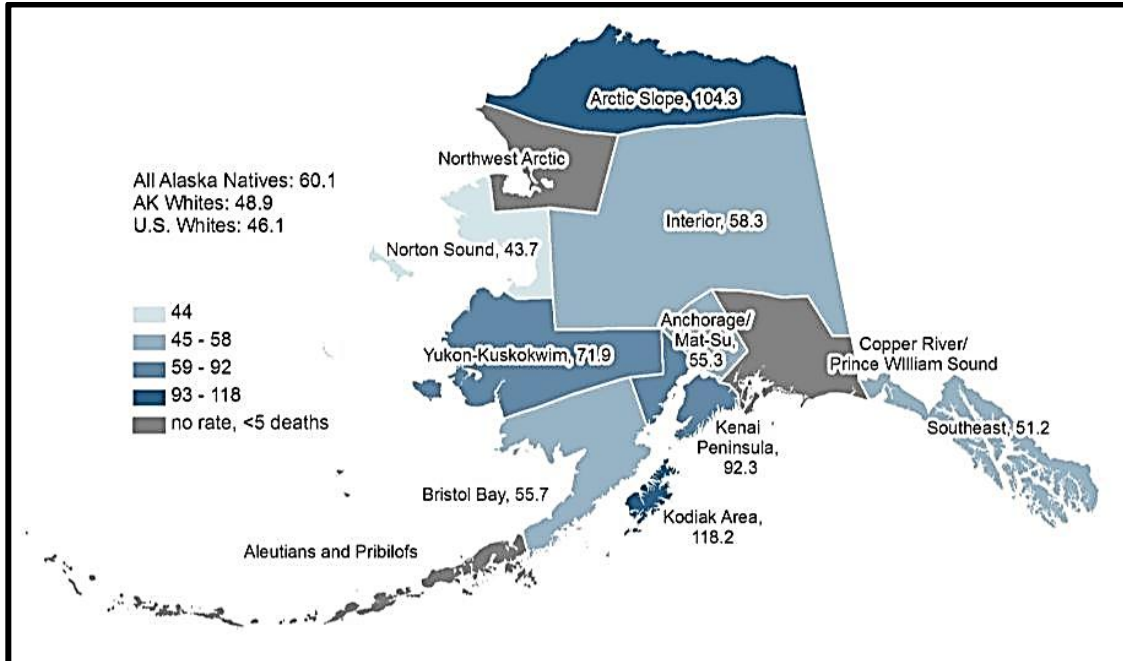 Arctic Slope, 104.3
Northwest Arctic
All Alaska Natives: 60.1
AK Whites: 48.9
U.S. Whites: 46.1
Interior, 58.3
Norton Sound, 43.7
44
45 - 58
59 - 92
93 - 118
no rate, <5 deaths
Anchorage/
Mat-Su,
55.3
Yukon-Kuskokwim, 71.9
Copper River/
Prince William Sound
Southeast, 51.2
Kenai
Peninsula,
92.3
Bristol Bay, 55.7
Kodiak Area,
118.2
Aleutians and Pribilofs